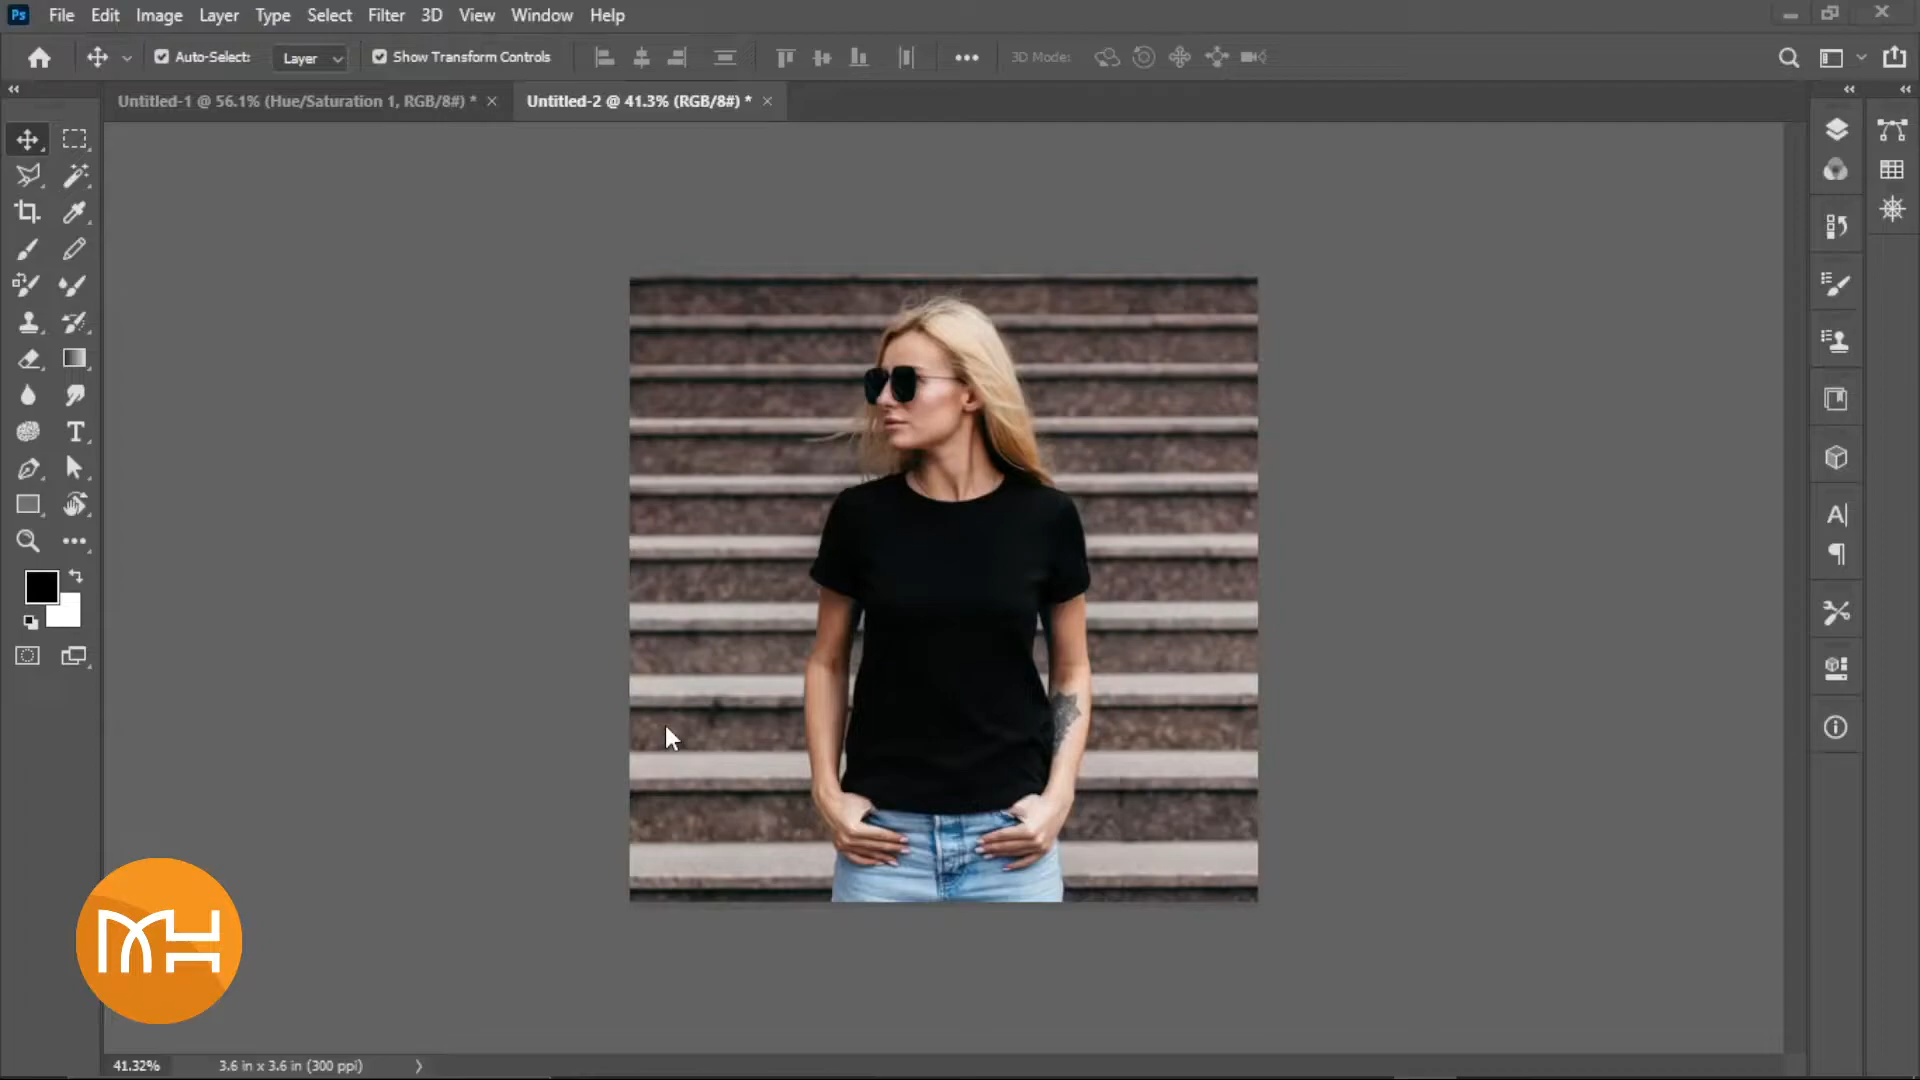 Ps File Edit Image Layer Type Select Filter 3D View Window Help
Auto-Select: Layer Show Transform Controls 3D Mode:
Untitled-1 @ 56.1% (Hue/Saturation 1, RGB/8#) * × Untitled-2 @ 41.3% (RGB/8#) * ×
MH
41.32% 3.6 in x 3.6 in (300 ppi)